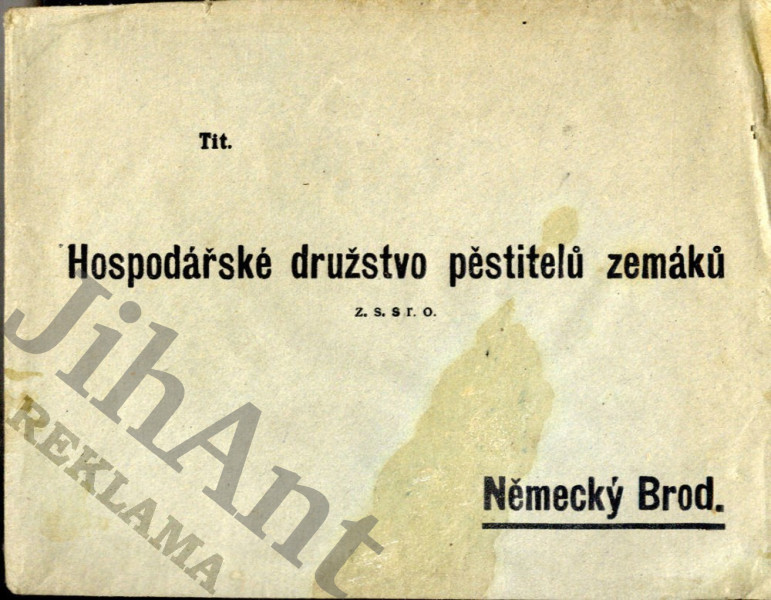 Tit.
Hospodářské družstvo pěstitelů zemáků
z. s. s r. o.
Německý Brod.
JihAnt
REKLAMA